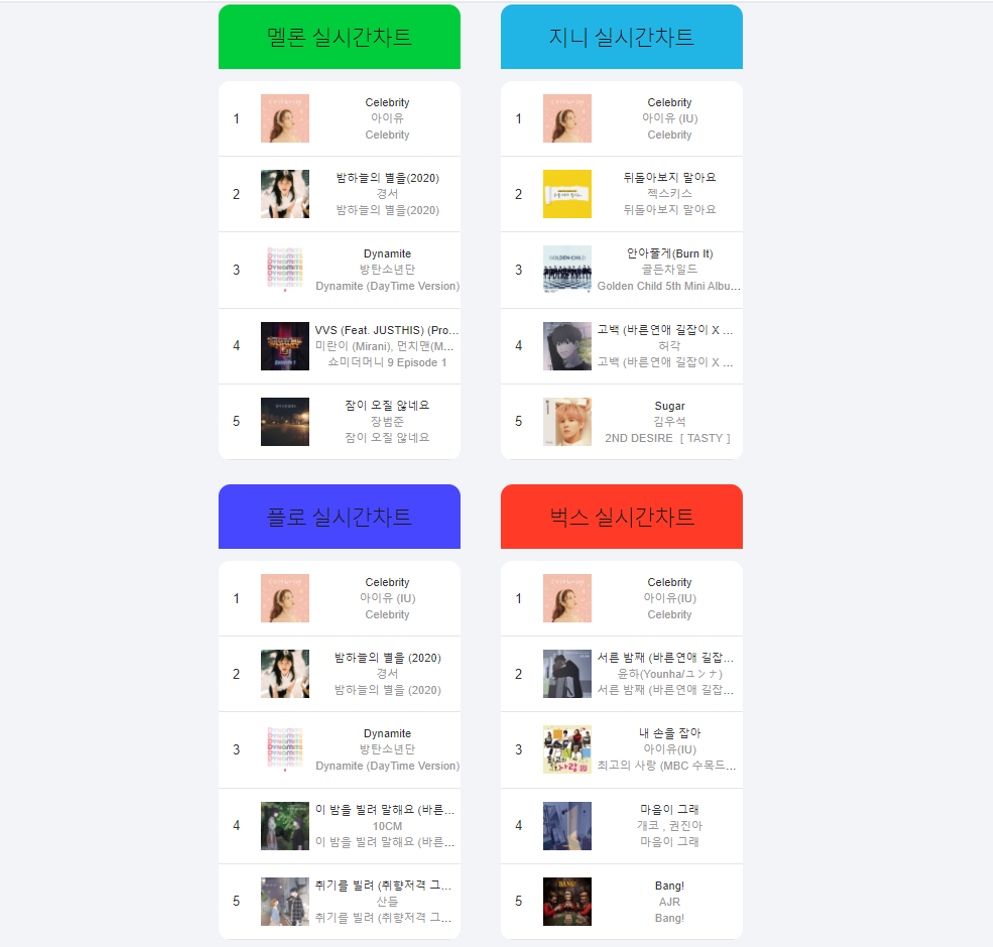 멜론 실시간차트
1
Celebrity
아이유
Celebrity
2
밤하늘의 별을(2020)
경서
밤하늘의 별을(2020)
3
Dynamite
방탄소년단
Dynamite (DayTime Version)
4
VVS (Feat. JUSTHIS) (Pro...
미란이 (Mirani), 먼치맨(M...
쇼미더머니 9 Episode 1
5
잠이 오질 않네요
장범준
잠이 오질 않네요
지니 실시간차트
1
Celebrity
아이유 (IU)
Celebrity
2
뒤돌아보지 말아요
젝스키스
뒤돌아보지 말아요
3
안아줄게(Burn It)
골든차일드
Golden Child 5th Mini Albu...
4
고백 (바른연애 길잡이 X ...
허각
고백 (바른연애 길잡이 X ...
5
Sugar
김우석
2ND DESIRE [ TASTY ]
플로 실시간차트
1
Celebrity
아이유 (IU)
Celebrity
2
밤하늘의 별을 (2020)
경서
밤하늘의 별을 (2020)
3
Dynamite
방탄소년단
Dynamite (DayTime Version)
4
이 밤을 빌려 말해요 (바른...
10CM
이 밤을 빌려 말해요 (바른...
5
취기를 빌려 (취향저격 그...
산들
취기를 빌려 (취향저격 그...
벅스 실시간차트
1
Celebrity
아이유(IU)
Celebrity
2
서른 밤째 (바른연애 길잡...
윤하(Younha/ユンナ)
서른 밤째 (바른연애 길잡...
3
내 손을 잡아
아이유(IU)
최고의 사랑 (MBC 수목드...
4
마음이 그래
개코 , 권진아
마음이 그래
5
Bang!
AJR
Bang!